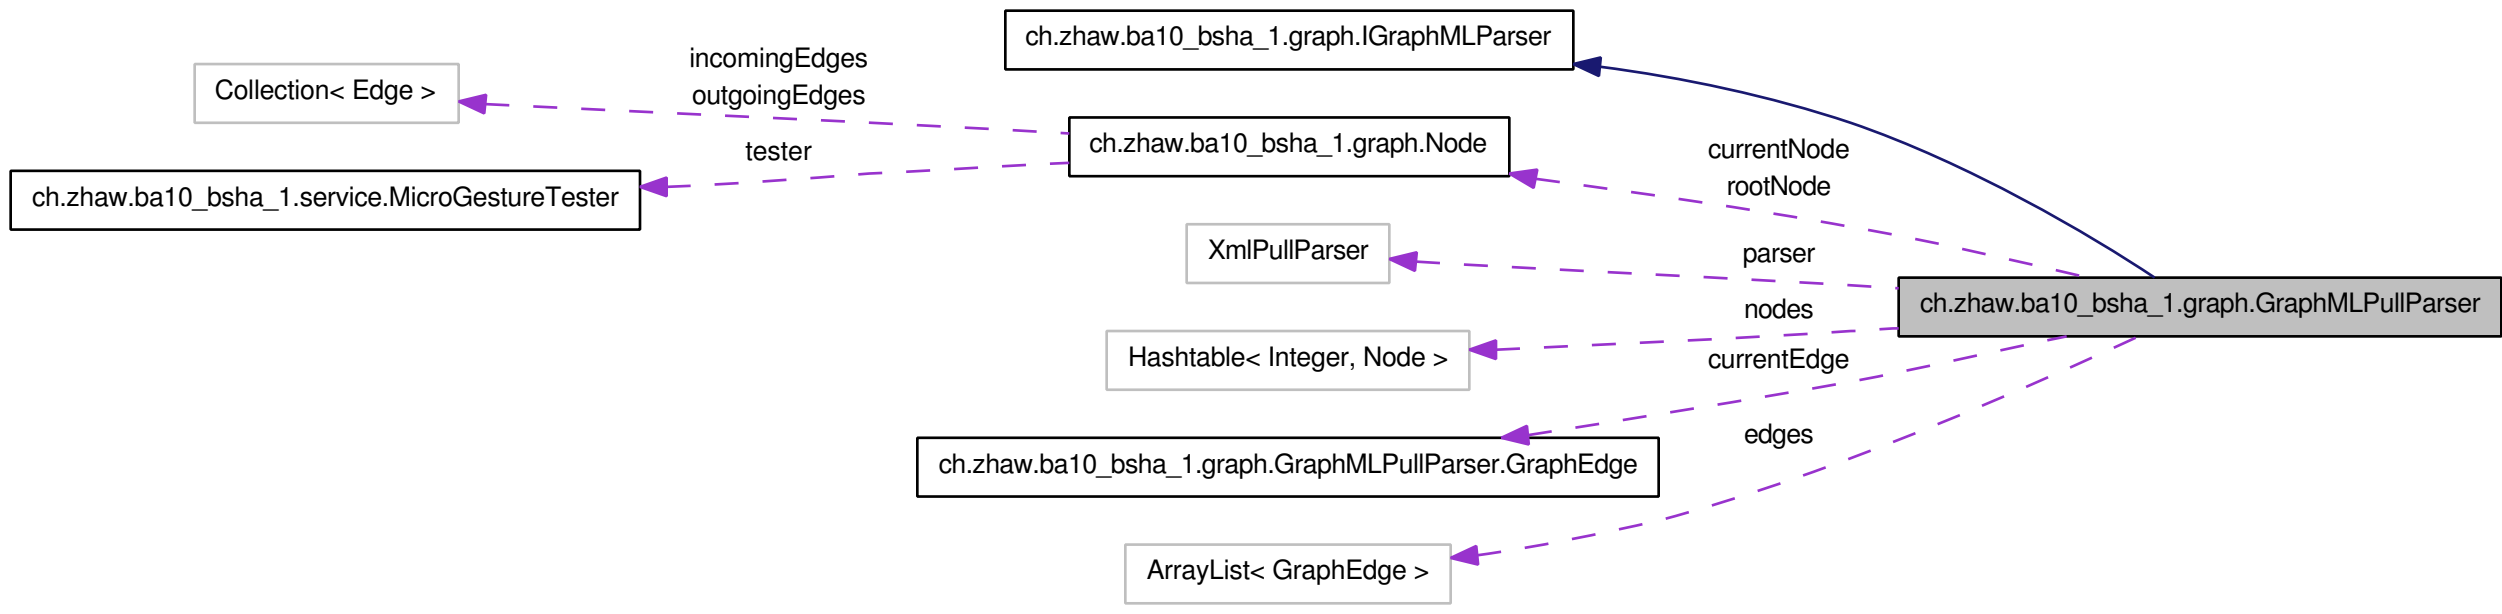 ch.zhaw.ba10_bsha_1.graph.IGraphMLParser
incomingEdges
outgoingEdges
Collection< Edge >
ch.zhaw.ba10_bsha_1.graph.Node
tester
ch.zhaw.ba10_bsha_1.service.MicroGestureTester
currentNode
rootNode
XmlPullParser
parser
ch.zhaw.ba10_bsha_1.graph.GraphMLPullParser
nodes
Hashtable< Integer, Node >
currentEdge
ch.zhaw.ba10_bsha_1.graph.GraphMLPullParser.GraphEdge
edges
ArrayList< GraphEdge >